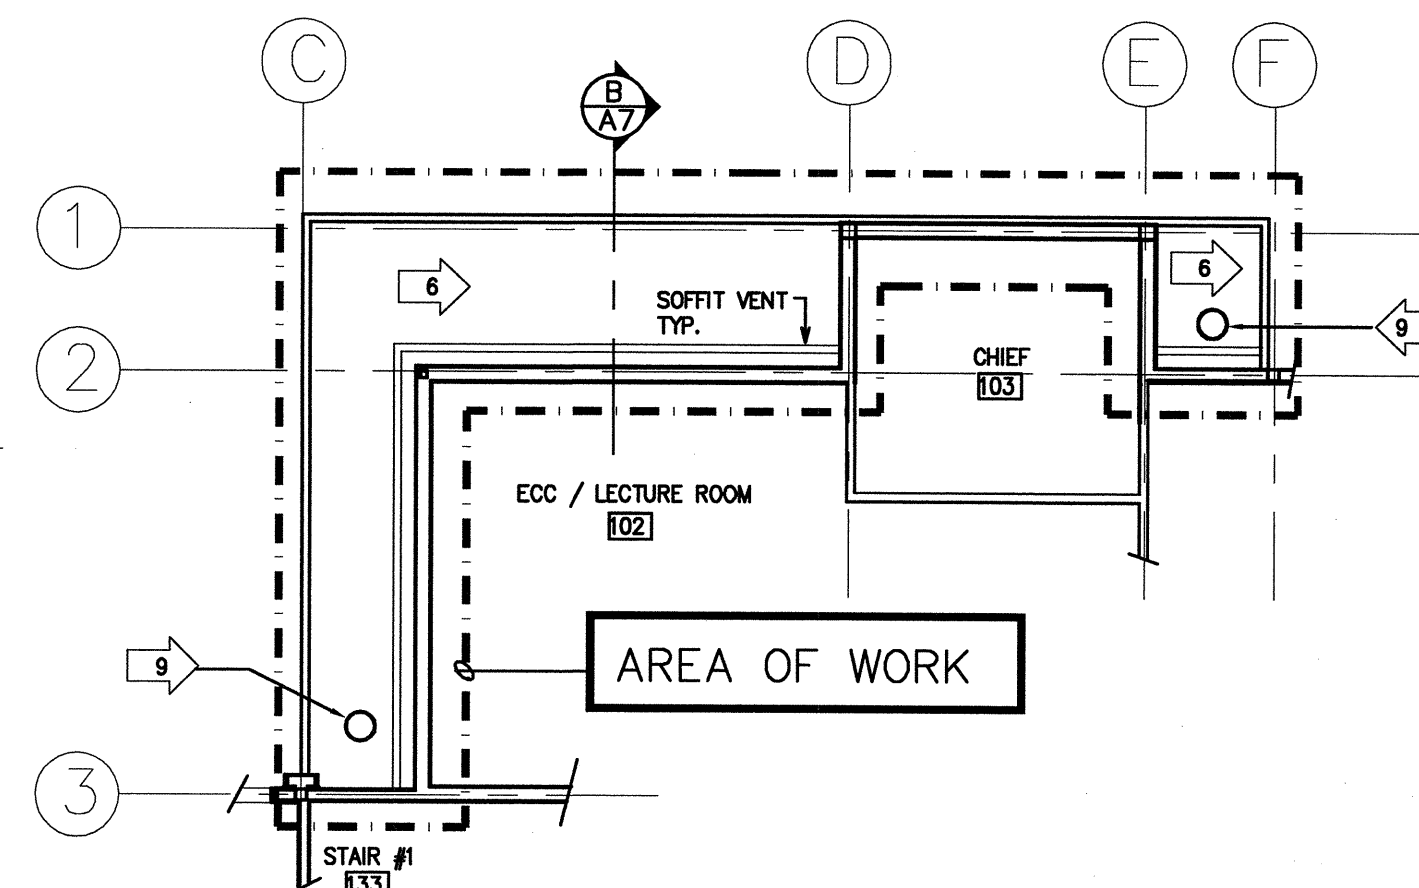 C
D
E
F
B
A7
1
6
6
SOFFIT VENT
TYP.
9
2
CHIEF
103
ECC / LECTURE ROOM
102
AREA OF WORK
9
3
STAIR #1
133